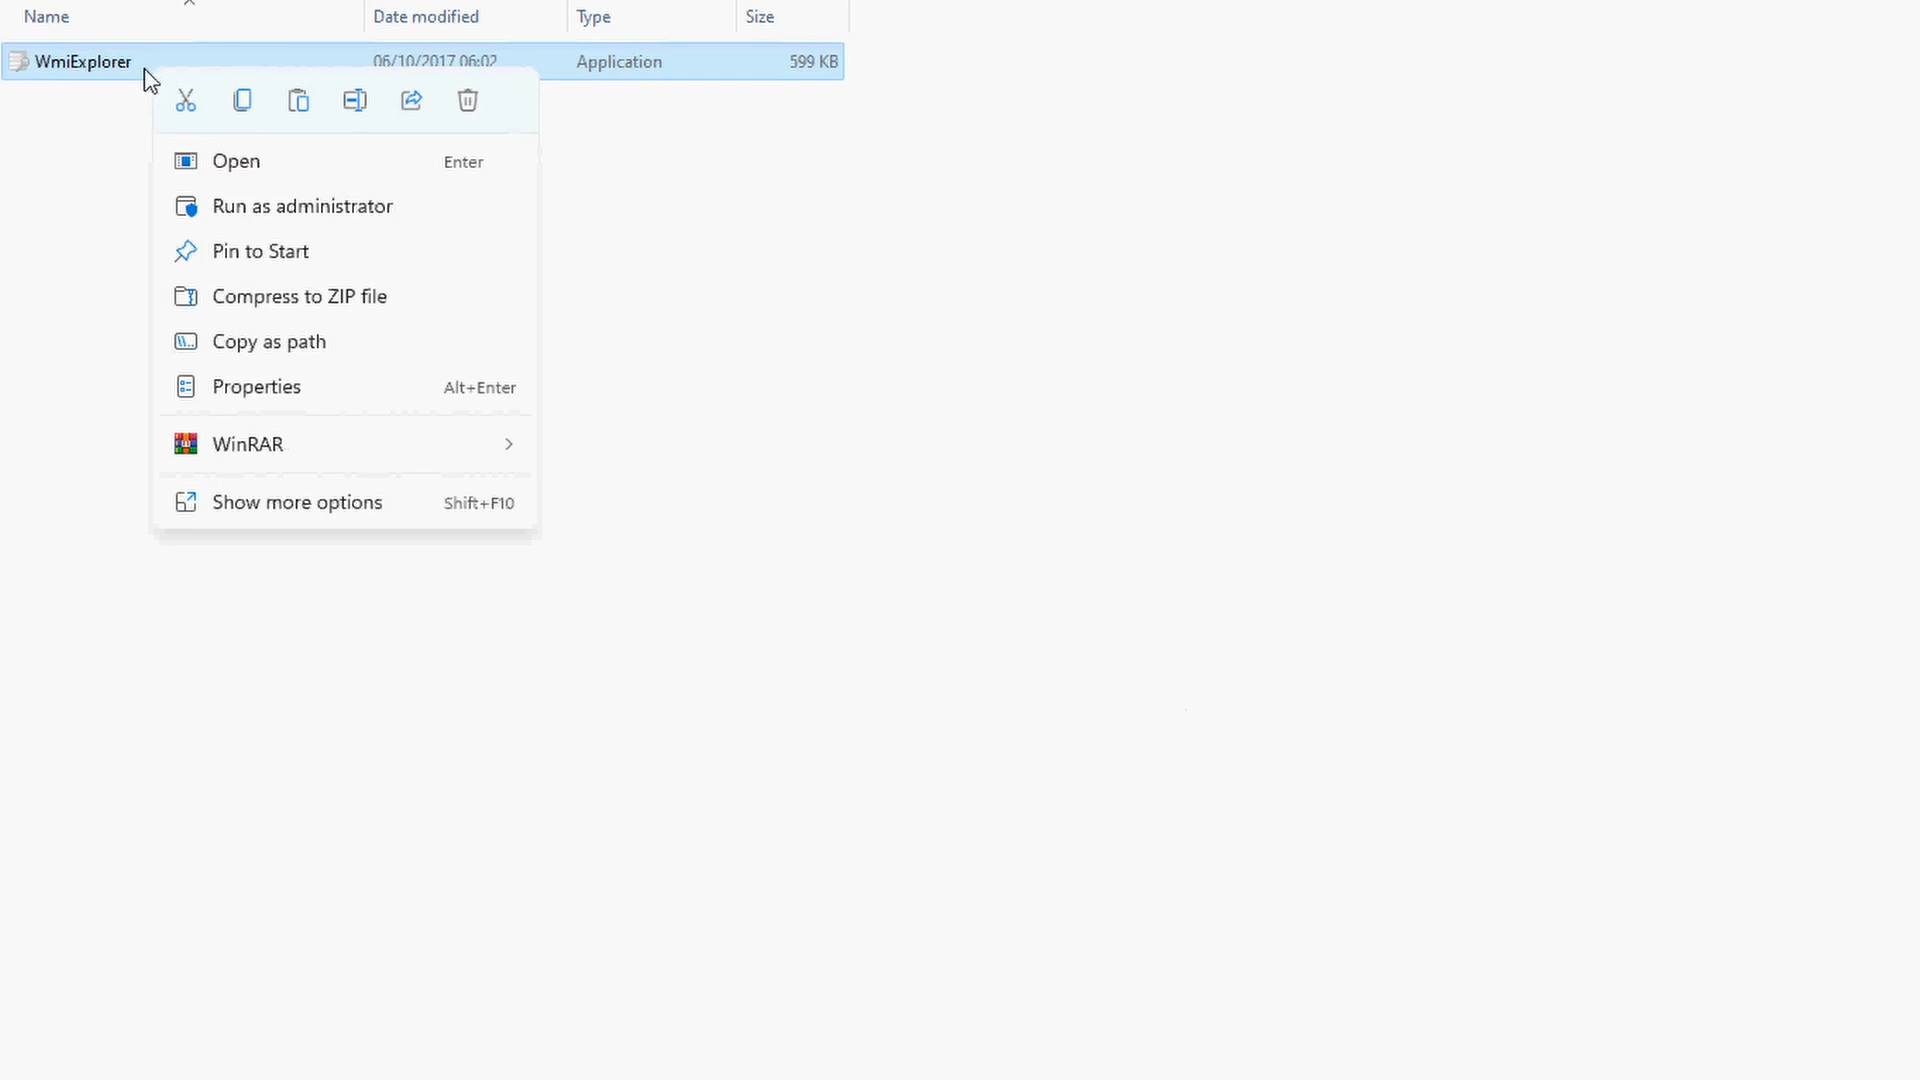 Name Date modified Type Size
WmiExplorer 06/10/2017 06:02 Application 599 KB
Open Enter
Run as administrator
Pin to Start
Compress to ZIP file
Copy as path
Properties Alt+Enter
WinRAR
Show more options Shift+F10